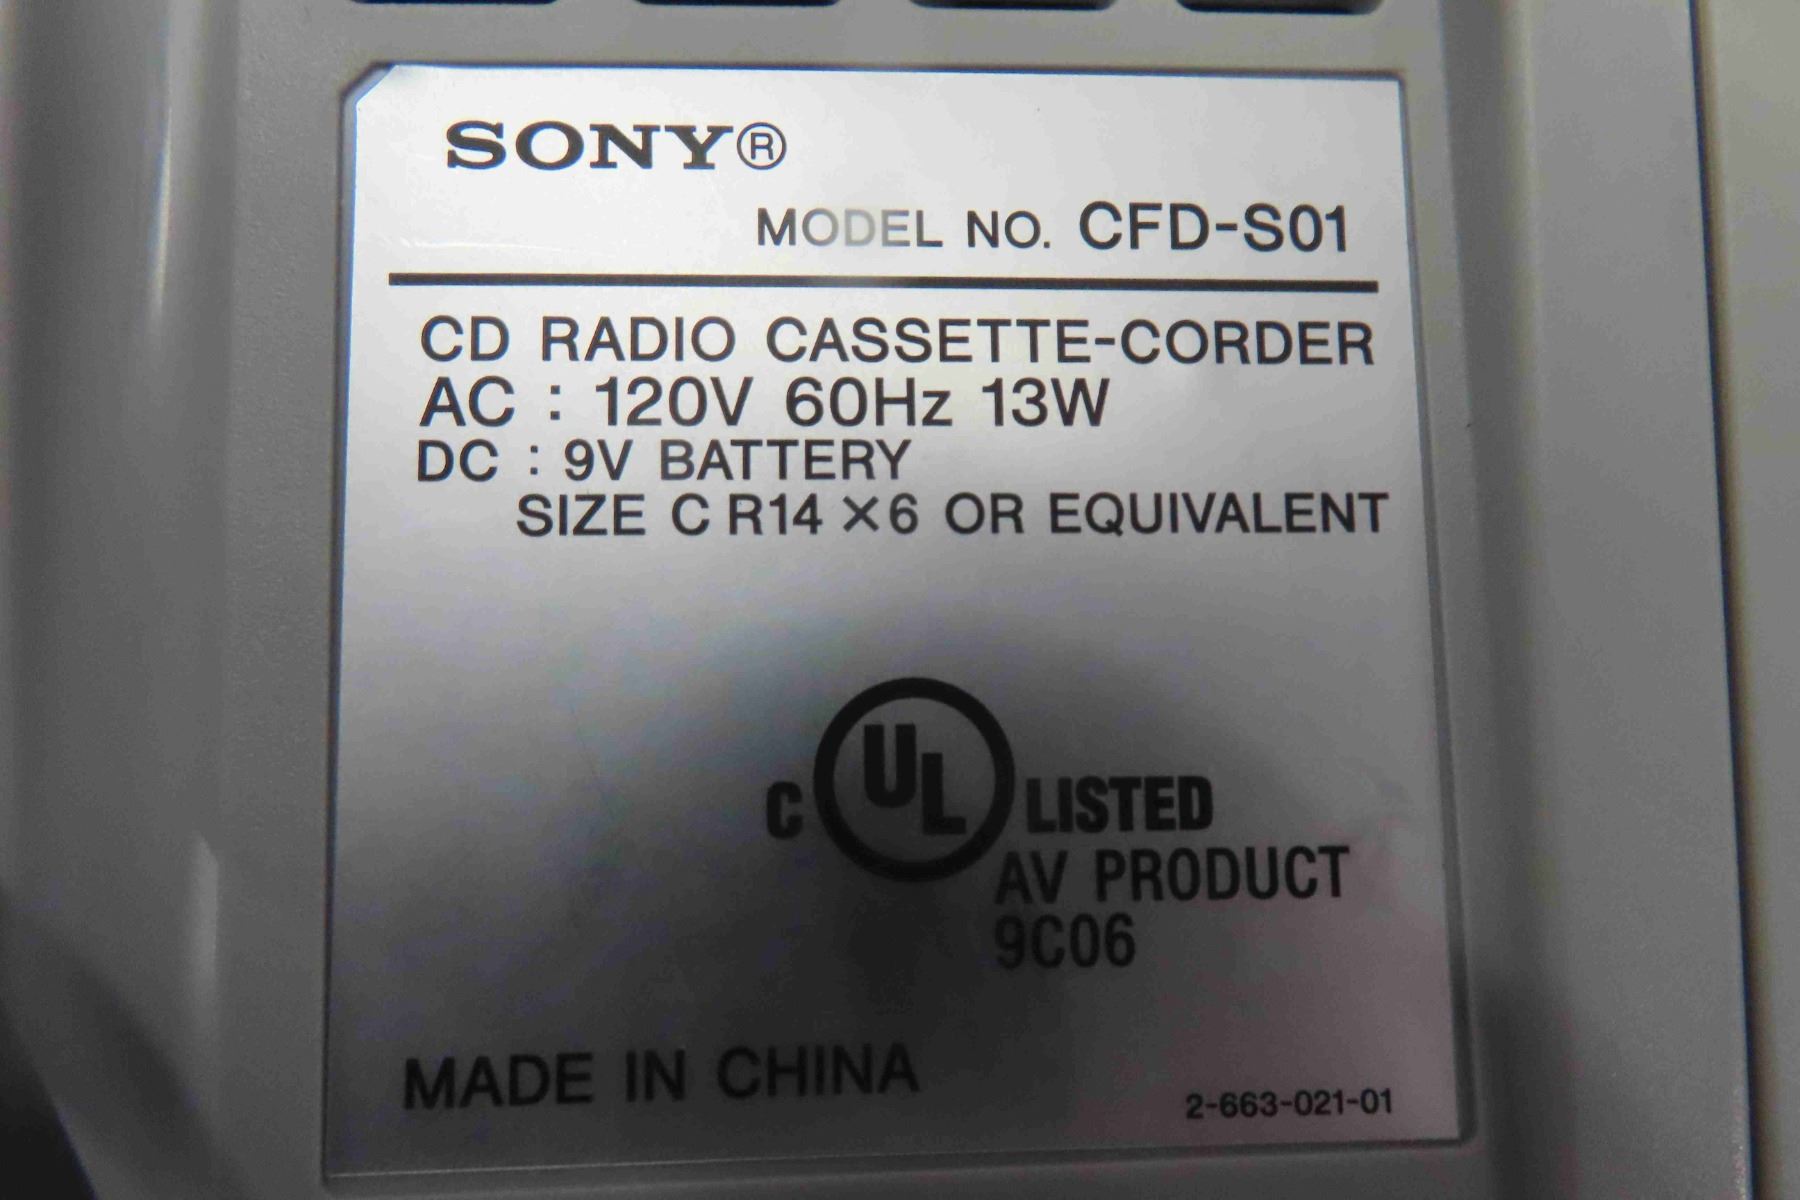 SONY®
MODEL NO. CFD-S01
CD RADIO CASSETTE-CORDER
AC : 120V 60Hz 13W
DC : 9V BATTERY
SIZE C R14 ×6 OR EQUIVALENT
C UL LISTED
AV PRODUCT
9C06
MADE IN CHINA
2-663-021-01